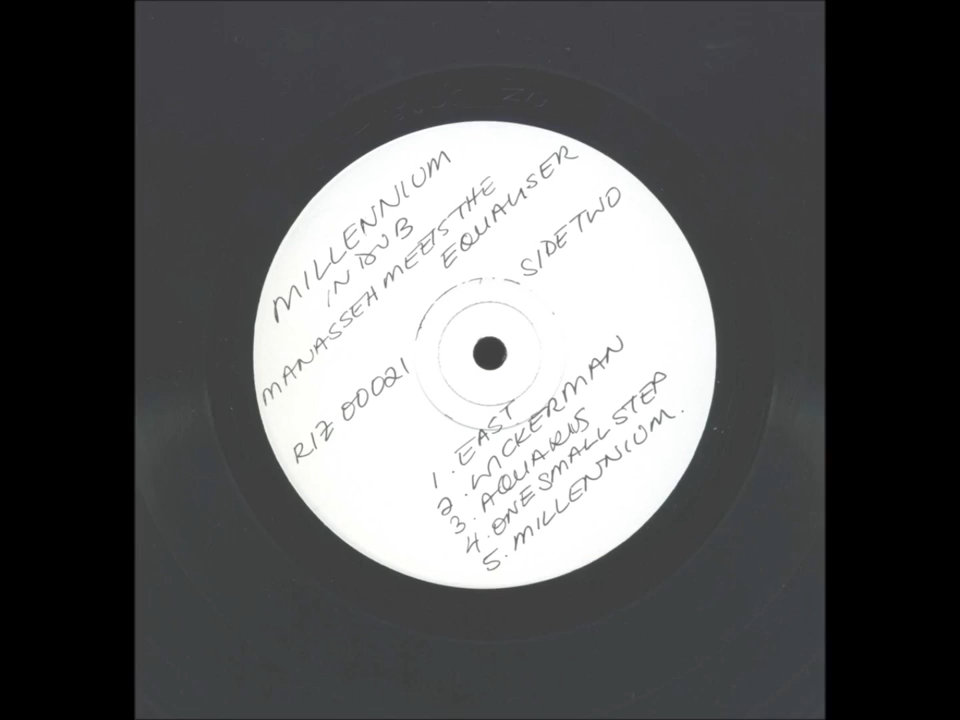 MILLENNIUM
IN DUB
MANASSEH MEETS THE
EQUALISER
SIDE TWO
RIZ 00021
1. EAST
2. WICKERMAN
3. AQUARIUS
4. ONE SMALL STEP
5. MILLENNIUM.